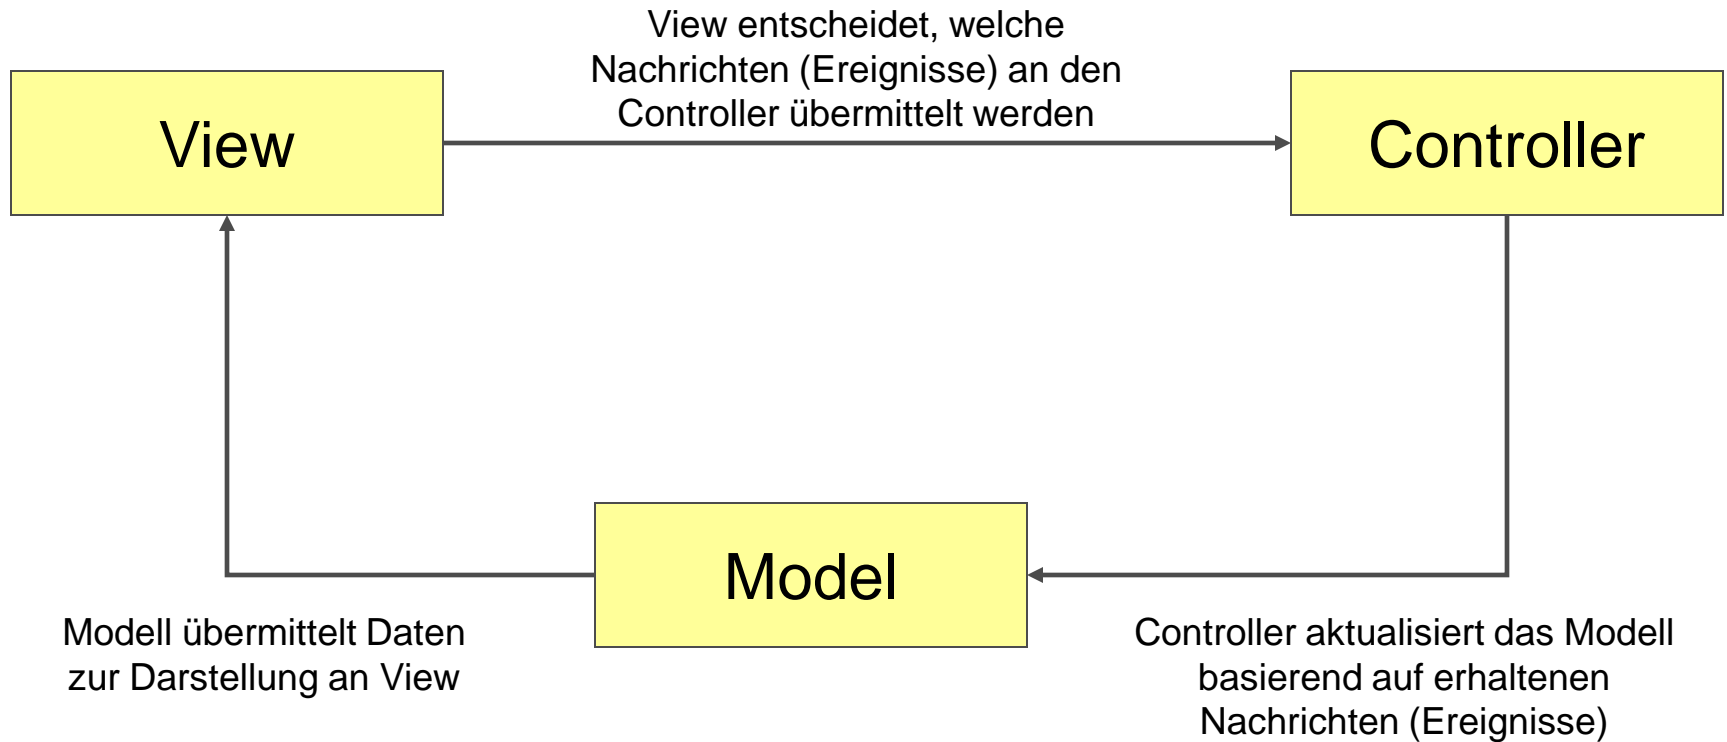 View entscheidet, welche
Nachrichten (Ereignisse) an den
Controller übermittelt werden
View
Controller
Model
Modell übermittelt Daten
zur Darstellung an View
Controller aktualisiert das Modell
basierend auf erhaltenen
Nachrichten (Ereignisse)